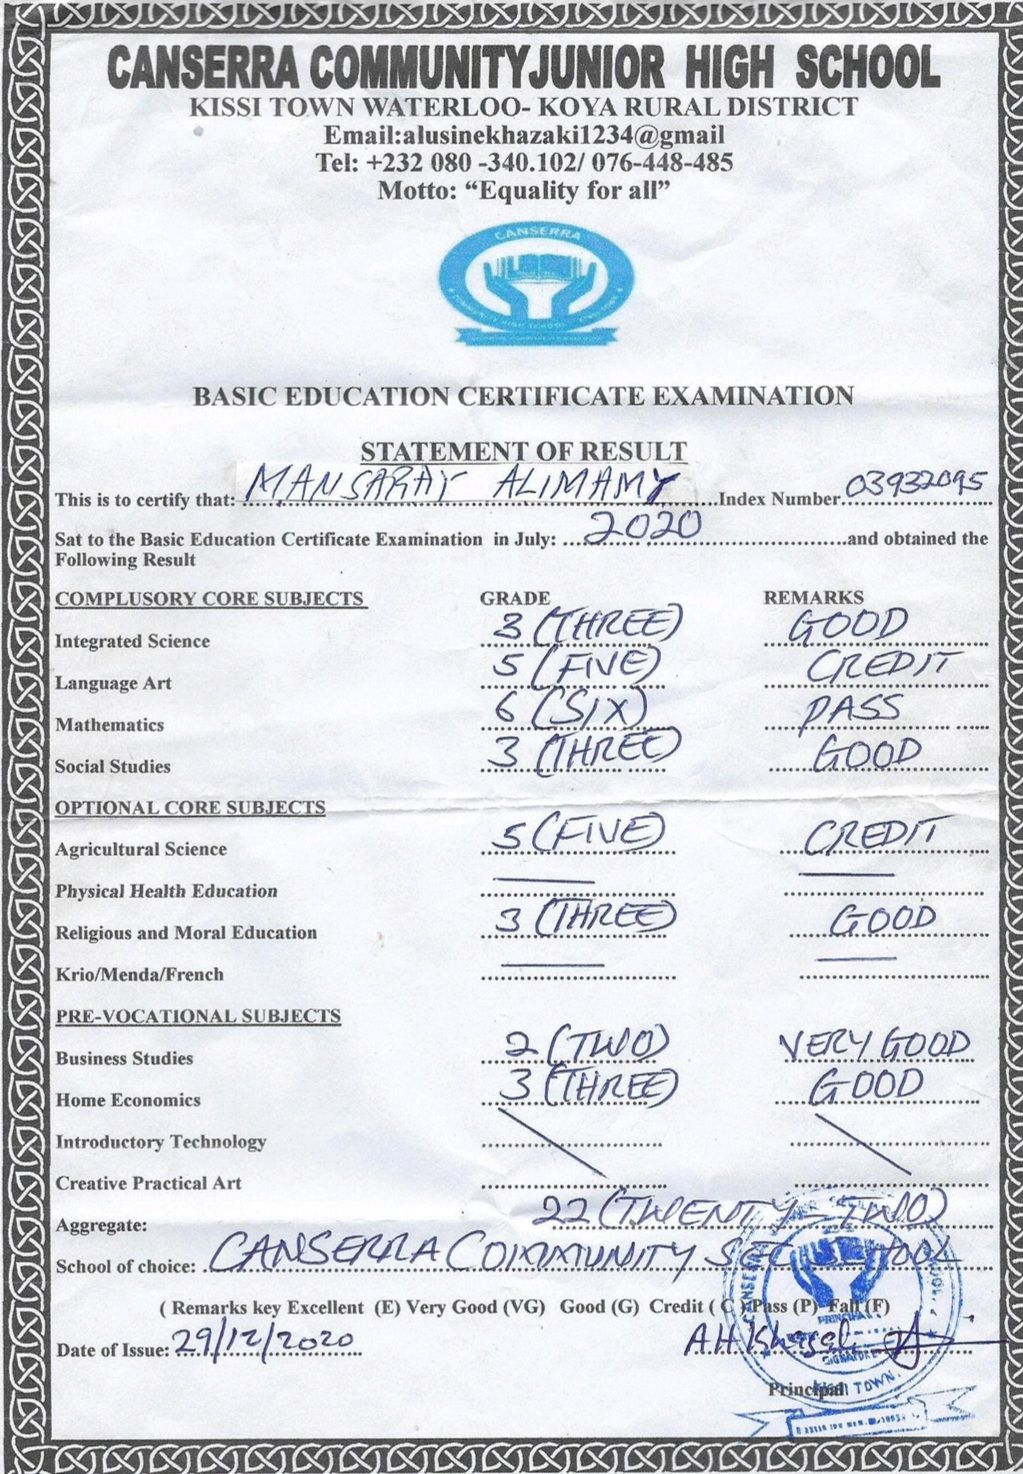 CANSERRA COMMUNITY JUNIOR HIGH SCHOOL
KISSI TOWN WATERLOO- KOYA RURAL DISTRICT
Email:alusinekhazaki1234@gmail
Tel: +232 080 -340.102/ 076-448-485
Motto: “Equality for all”
CANSERRA
BASIC EDUCATION CERTIFICATE EXAMINATION
STATEMENT OF RESULT
This is to certify that: MANSARAY ALIMAMY Index Number 03932095
Sat to the Basic Education Certificate Examination in July: 2020 and obtained the
Following Result
COMPLUSORY CORE SUBJECTS GRADE REMARKS
Integrated Science 3 (THREE) GOOD
Language Art 5 (FIVE) CREDIT
Mathematics 6 (SIX) PASS
Social Studies 3 (THREE) GOOD
OPTIONAL CORE SUBJECTS
Agricultural Science 5 (FIVE) CREDIT
Physical Health Education
Religious and Moral Education 3 (THREE) GOOD
Krio/Menda/French
PRE-VOCATIONAL SUBJECTS
Business Studies 2 (TWO) VERY GOOD
Home Economics 3 (THREE) GOOD
Introductory Technology
Creative Practical Art
Aggregate: 22 (TWENTY - TWO)
School of choice: CANSERRA COMMUNITY SEC SCHOOL
( Remarks key Excellent (E) Very Good (VG) Good (G) Credit ( C ) Pass (P) Fail (F)
Date of Issue: 29/12/2020
Principal
PRINCIPAL
SIGNATURE
KISSI TOWN.